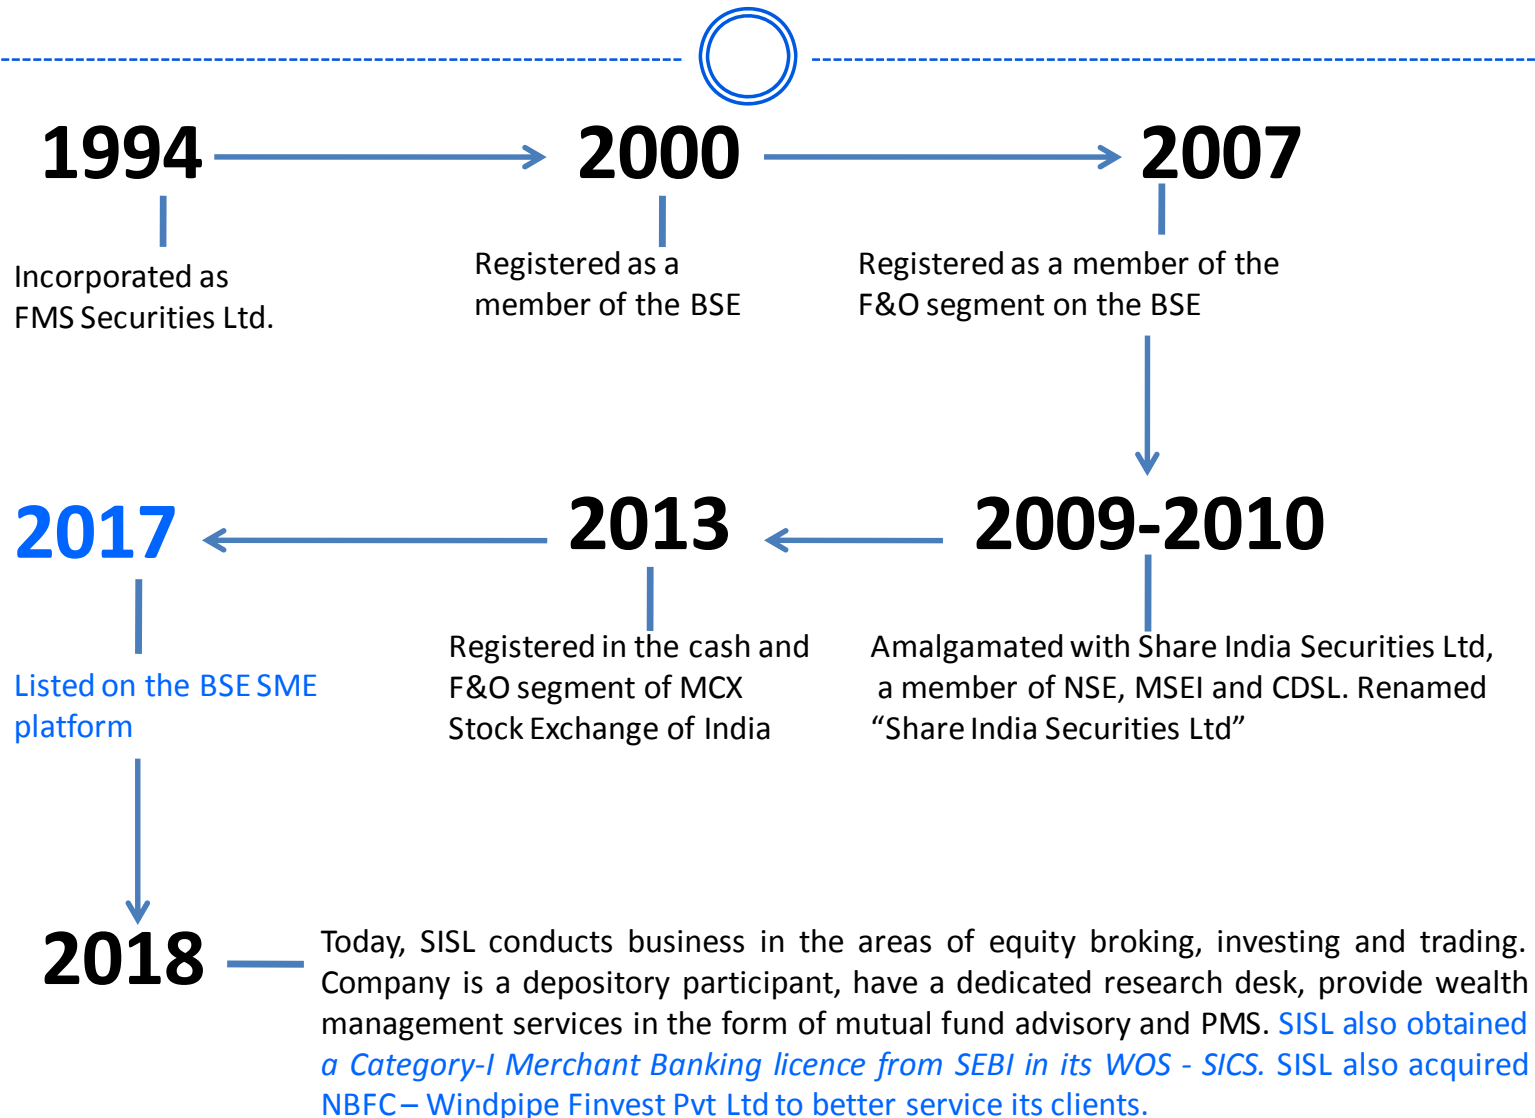 1994
2000
2007
Incorporated as
FMS Securities Ltd.
Registered as a
member of the BSE
Registered as a member of the
F&O segment on the BSE
2017
2013
2009-2010
Listed on the BSE SME
platform
Registered in the cash and
F&O segment of MCX
Stock Exchange of India
Amalgamated with Share India Securities Ltd,
a member of NSE, MSEI and CDSL. Renamed
“Share India Securities Ltd”
2018
Today, SISL conducts business in the areas of equity broking, investing and trading.
Company is a depository participant, have a dedicated research desk, provide wealth
management services in the form of mutual fund advisory and PMS. SISL also obtained
a Category-I Merchant Banking licence from SEBI in its WOS - SICS. SISL also acquired
NBFC – Windpipe Finvest Pvt Ltd to better service its clients.